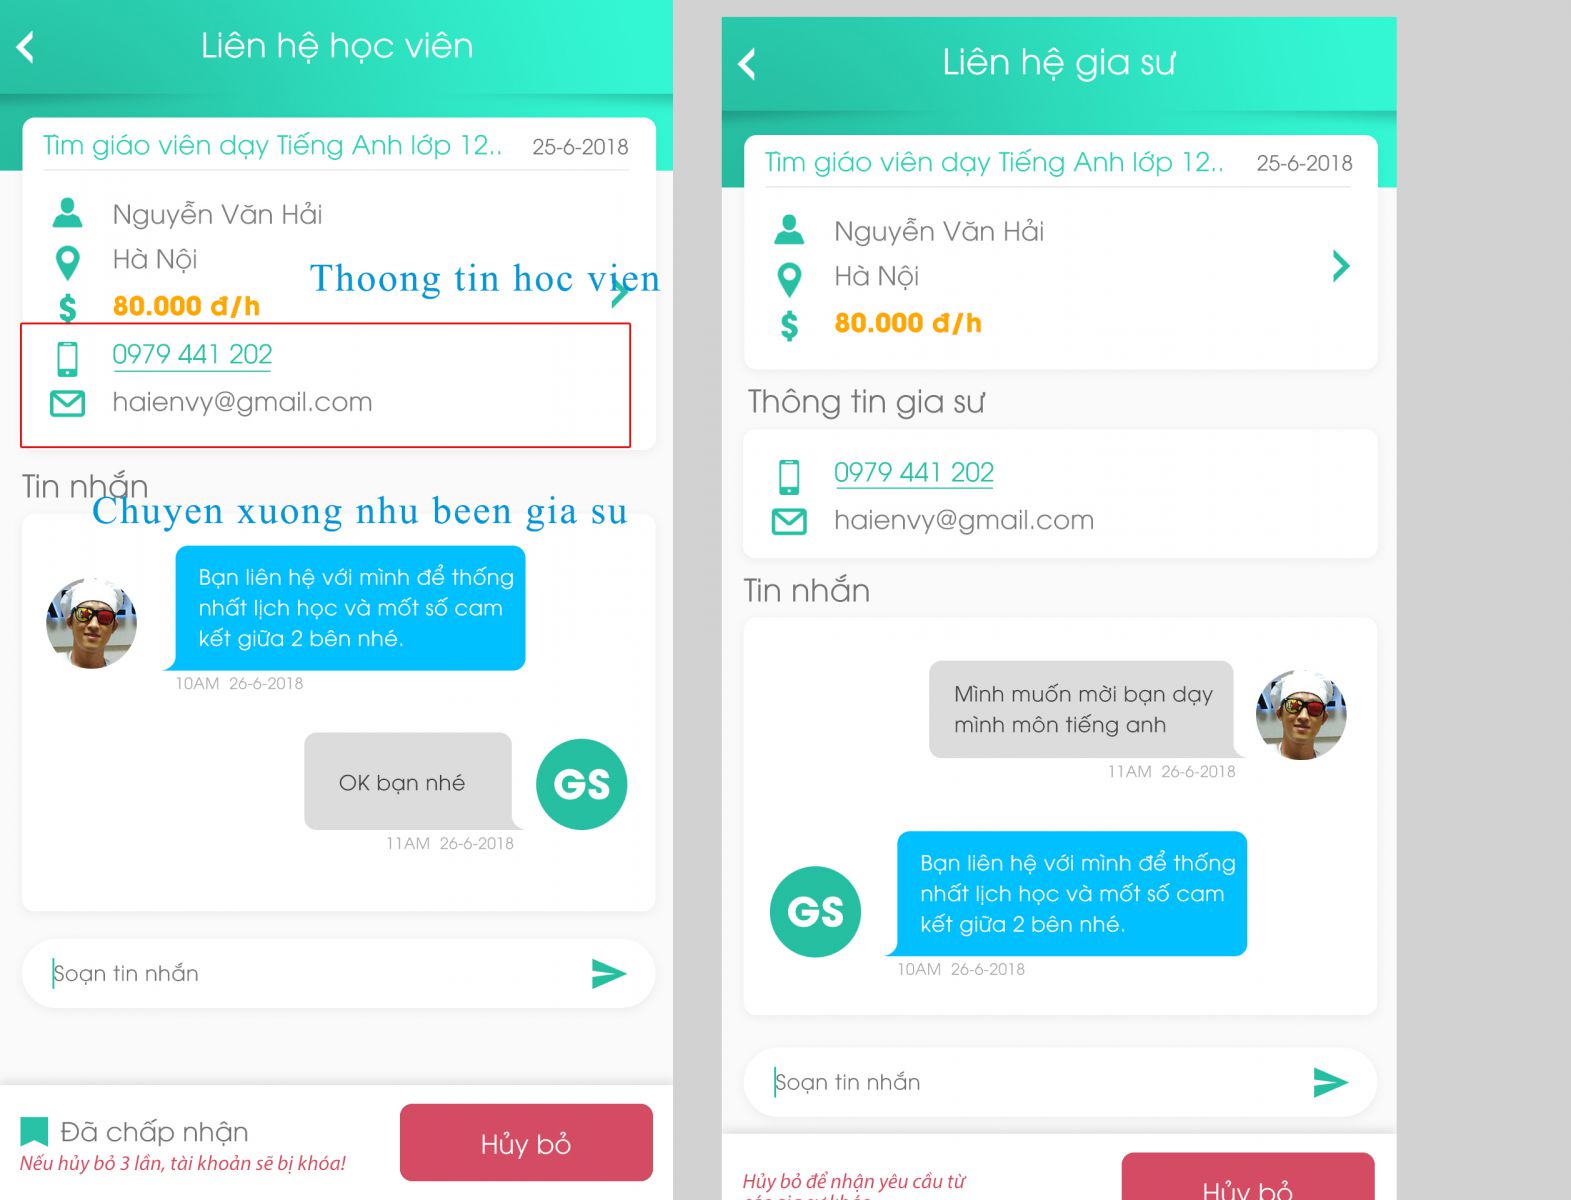 Liên hệ học viên
Tìm giáo viên dạy Tiếng Anh lớp 12..
25-6-2018
Nguyễn Văn Hải
Hà Nội
Thoong tin hoc vien
80.000 đ/h
0979 441 202
haienvy@gmail.com
Tin nhắn
Chuyen xuong nhu been gia su
Bạn liên hệ với mình để thống
nhất lịch học và mốt số cam
kết giữa 2 bên nhé.
10AM 26-6-2018
OK bạn nhé
GS
11AM 26-6-2018
Soạn tin nhắn
Đã chấp nhận
Nếu hủy bỏ 3 lần, tài khoản sẽ bị khóa!
Hủy bỏ
Liên hệ gia sư
Tìm giáo viên dạy Tiếng Anh lớp 12..
25-6-2018
Nguyễn Văn Hải
Hà Nội
80.000 đ/h
Thông tin gia sư
0979 441 202
haienvy@gmail.com
Tin nhắn
Mình muốn mời bạn dạy
mình môn tiếng anh
11AM 26-6-2018
GS
Bạn liên hệ với mình để thống
nhất lịch học và mốt số cam
kết giữa 2 bên nhé.
10AM 26-6-2018
Soạn tin nhắn
Hủy bỏ để nhận yêu cầu từ
Hủy bỏ